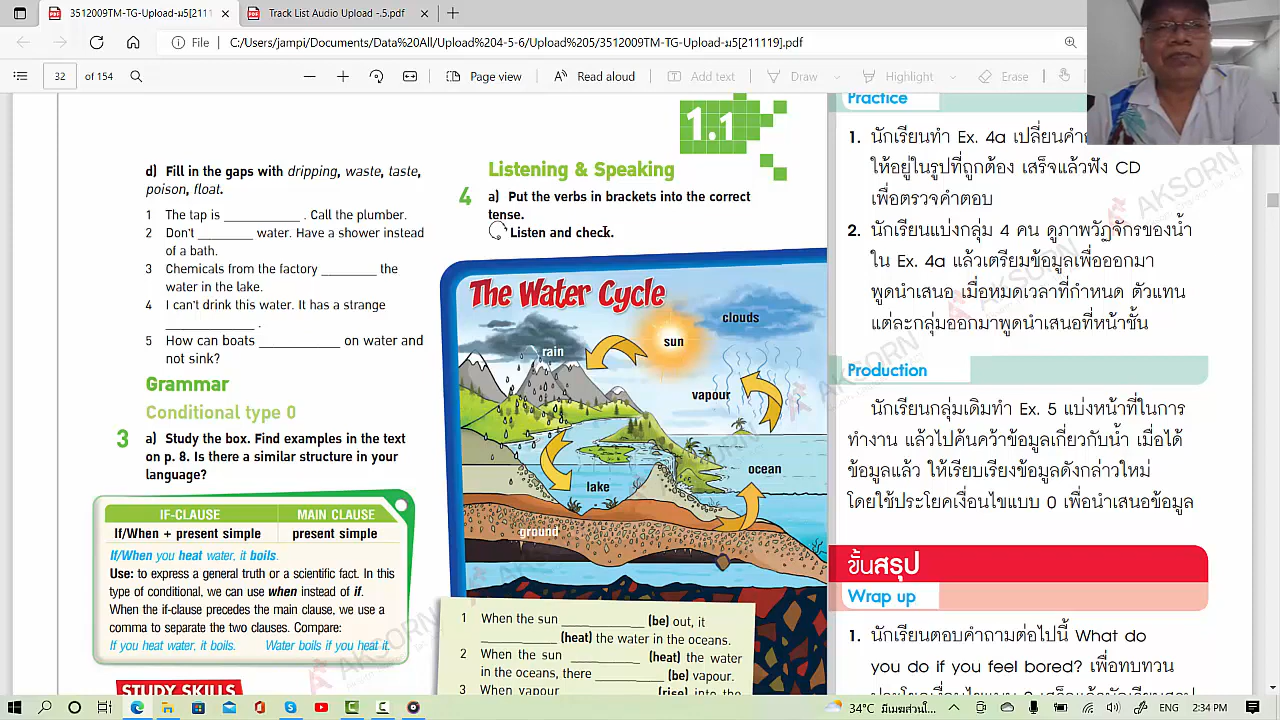 3512009TM-TG-Upload-ม5[2111
Track List Audio Upload -.5.pdf
File
C:/Users/jampi/Documents/Data%20All/Upload%204-5-6/Upload%205/3512009TM-TG-Upload-ม5[211119].pdf
32 of 154
Page view
Read aloud
Add text
Draw
Highlight
Erase
1.1
d) Fill in the gaps with dripping, waste, taste,
poison, float.
1 The tap is ____________ . Call the plumber.
2 Don't _________ water. Have a shower instead
of a bath.
3 Chemicals from the factory _________ the
water in the lake.
4 I can't drink this water. It has a strange
______________ .
5 How can boats _____________ on water and
not sink?
Grammar
Conditional type 0
3 a) Study the box. Find examples in the text
on p. 8. Is there a similar structure in your
language?
IF-CLAUSE MAIN CLAUSE
If/When + present simple present simple
If/When you heat water, it boils.
Use: to express a general truth or a scientific fact. In this
type of conditional, we can use when instead of if.
When the if-clause precedes the main clause, we use a
comma to separate the two clauses. Compare:
If you heat water, it boils. Water boils if you heat it.
STUDY SKILLS
Listening & Speaking
4 a) Put the verbs in brackets into the correct
tense.
Listen and check.
The Water Cycle
clouds
sun
rain
vapour
ocean
lake
ground
1 When the sun _____________ (be) out, it
____________ (heat) the water in the oceans.
2 When the sun ___________ (heat) the water
in the oceans, there ___________ (be) vapour.
3 When vapour ___________ (rise) into the
Practice
1. นักเรียนทำ Ex. 4a เปลี่ยนคำ
ให้อยู่ในรูปที่ถูกต้อง เสร็จแล้วฟัง CD
เพื่อตรวจคำตอบ
2. นักเรียนแบ่งกลุ่ม 4 คน ดูภาพวัฏจักรของน้ำ
ใน Ex. 4a แล้วเตรียมข้อมูลเพื่อออกมา
พูดนำเสนอ เมื่อหมดเวลาที่กำหนด ตัวแทน
แต่ละกลุ่มออกมาพูดนำเสนอที่หน้าชั้น
Production
นักเรียนกลุ่มเดิมทำ Ex. 5 แบ่งหน้าที่ในการ
ทำงาน แล้วไปค้นคว้าข้อมูลเกี่ยวกับน้ำ เมื่อได้
ข้อมูลแล้ว ให้เรียบเรียงข้อมูลดังกล่าวใหม่
โดยใช้ประโยคเงื่อนไขแบบ 0 เพื่อนำเสนอข้อมูล
ขั้นสรุป
Wrap up
1. นักเรียนตอบคำถามต่อไปนี้ What do
you do if you feel bored? เพื่อทบทวน
AKSORN
34°C
ENG
2:34 PM